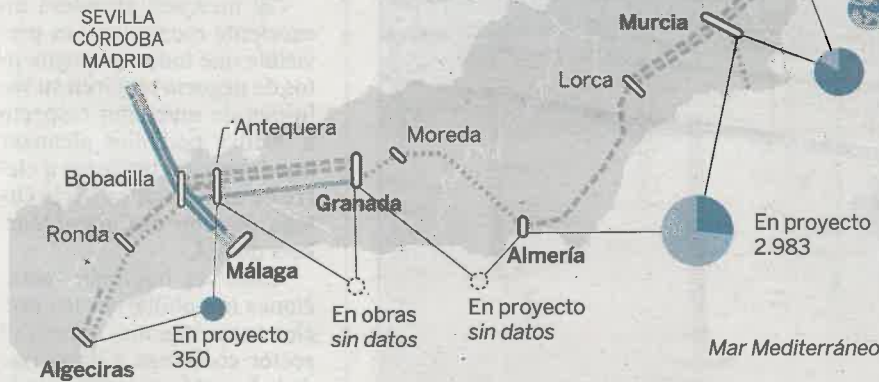 SEVILLA
CÓRDOBA
MADRID
Murcia
Lorca
Antequera
Moreda
Bobadilla
Granada
Ronda
Málaga
Almería
En proyecto
2.983
En obras
sin datos
En proyecto
sin datos
En proyecto
350
Algeciras
Mar Mediterráneo